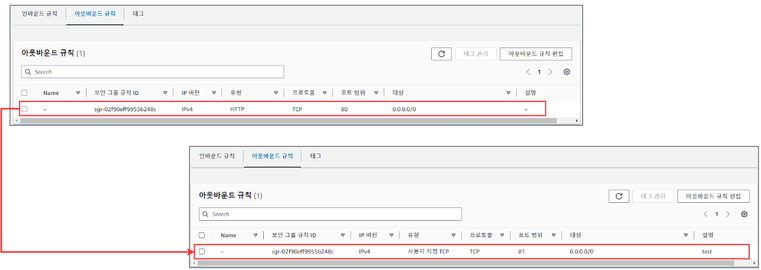 인바운드 규칙 아웃바운드 규칙 태그
아웃바운드 규칙 (1)
태그 관리 아웃바운드 규칙 편집
Search
1
Name 보안 그룹 규칙 ID IP 버전 유형 프로토콜 포트 범위 대상 설명
– sgr-02f90eff9955b248c IPv4 HTTP TCP 80 0.0.0.0/0 –
인바운드 규칙 아웃바운드 규칙 태그
아웃바운드 규칙 (1)
태그 관리 아웃바운드 규칙 편집
Search
1
Name 보안 그룹 규칙 ID IP 버전 유형 프로토콜 포트 범위 대상 설명
– sgr-02f90eff9955b248c IPv4 사용자 지정 TCP TCP 81 0.0.0.0/0 test